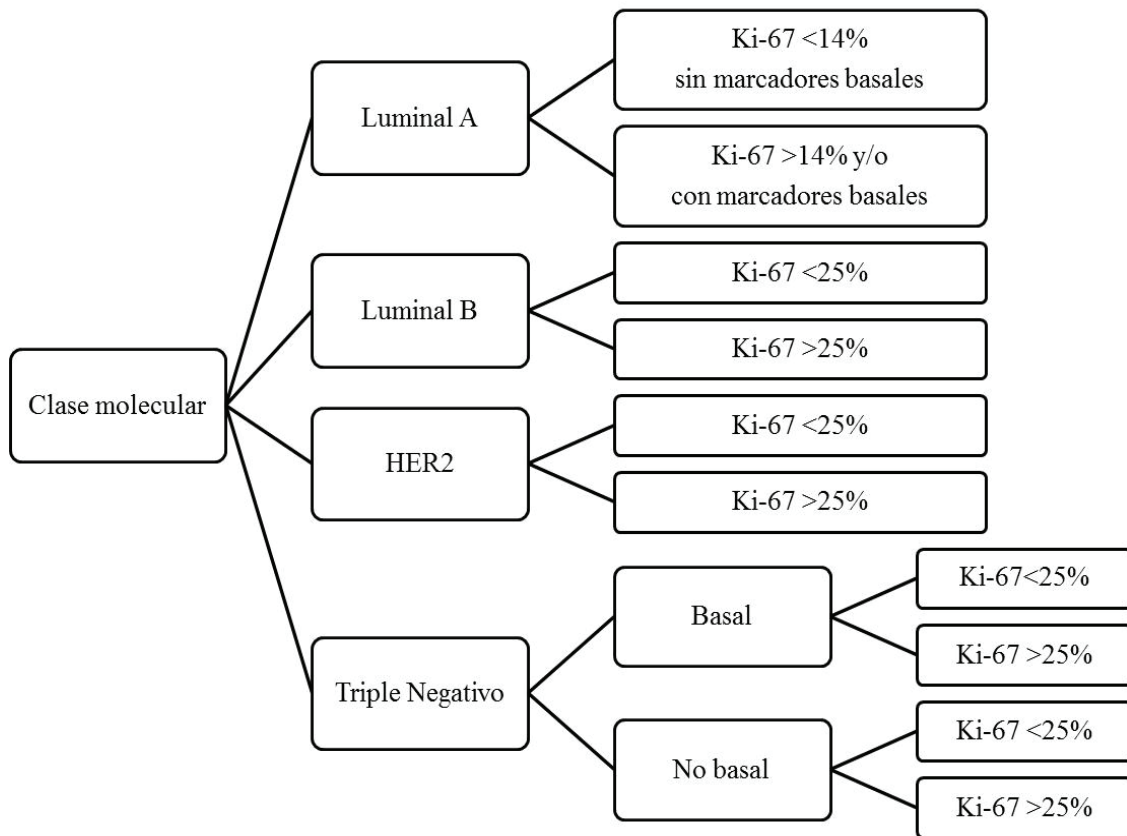 Clase molecular
Luminal A
Ki-67 <14%
sin marcadores basales
Ki-67 >14% y/o
con marcadores basales
Luminal B
Ki-67 <25%
Ki-67 >25%
HER2
Ki-67 <25%
Ki-67 >25%
Triple Negativo
Basal
Ki-67<25%
Ki-67 >25%
No basal
Ki-67 <25%
Ki-67 >25%